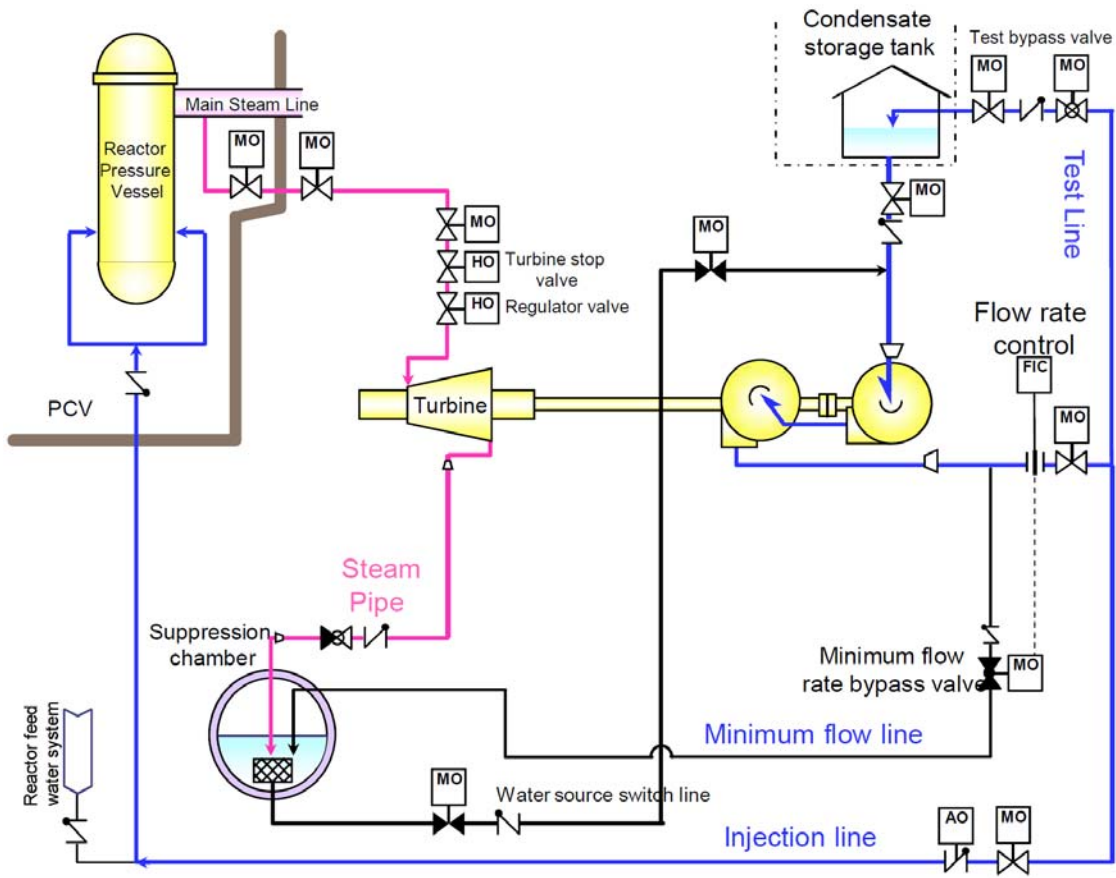 Condensate
storage tank
Test bypass valve
MO
MO
Main Steam Line
Reactor
Pressure
Vessel
MO
MO
Test Line
MO
MO
MO
HO
Turbine stop
valve
HO
Regulator valve
Flow rate
control
FIC
PCV
Turbine
MO
Steam
Pipe
Suppression
chamber
Minimum flow
rate bypass valve
MO
Reactor feed
water system
Minimum flow line
MO
Water source switch line
Injection line
AO
MO